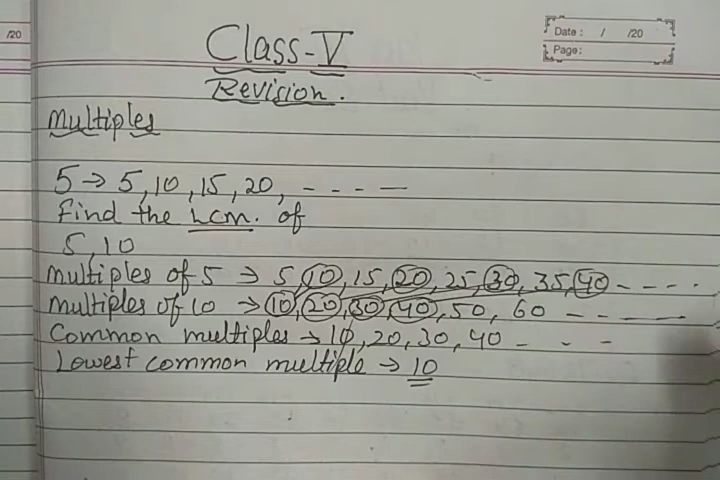 /20
Date : / /20
Page:
Class-V
Revision.
Multiples
5 → 5, 10, 15, 20, - - - -
Find the LCM. of
5, 10
multiples of 5 → 5, 10, 15, 20, 25, 30, 35, 40 - - - .
multiples of 10 → 10, 20, 30, 40, 50, 60 - - - - -
Common multiples → 10, 20, 30, 40 - - -
Lowest common multiple → 10